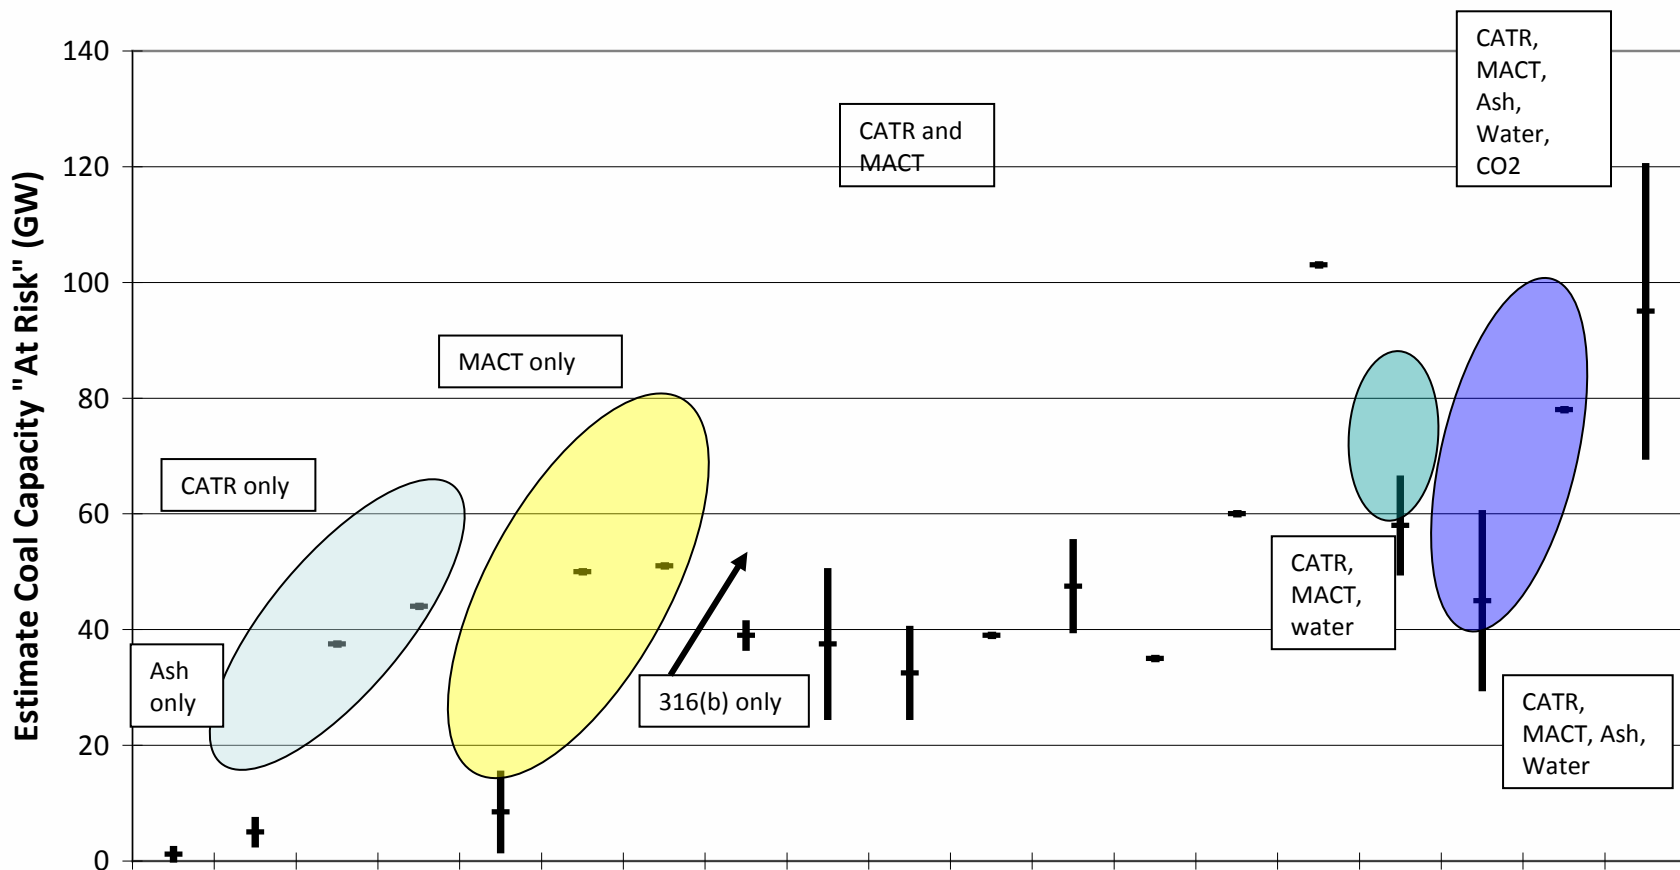 Estimate Coal Capacity "At Risk" (GW)
140
120
100
80
60
40
20
0
Ash
only
CATR only
MACT only
316(b) only
CATR and
MACT
CATR,
MACT,
water
CATR,
MACT,
Ash,
Water,
CO2
CATR,
MACT, Ash,
Water